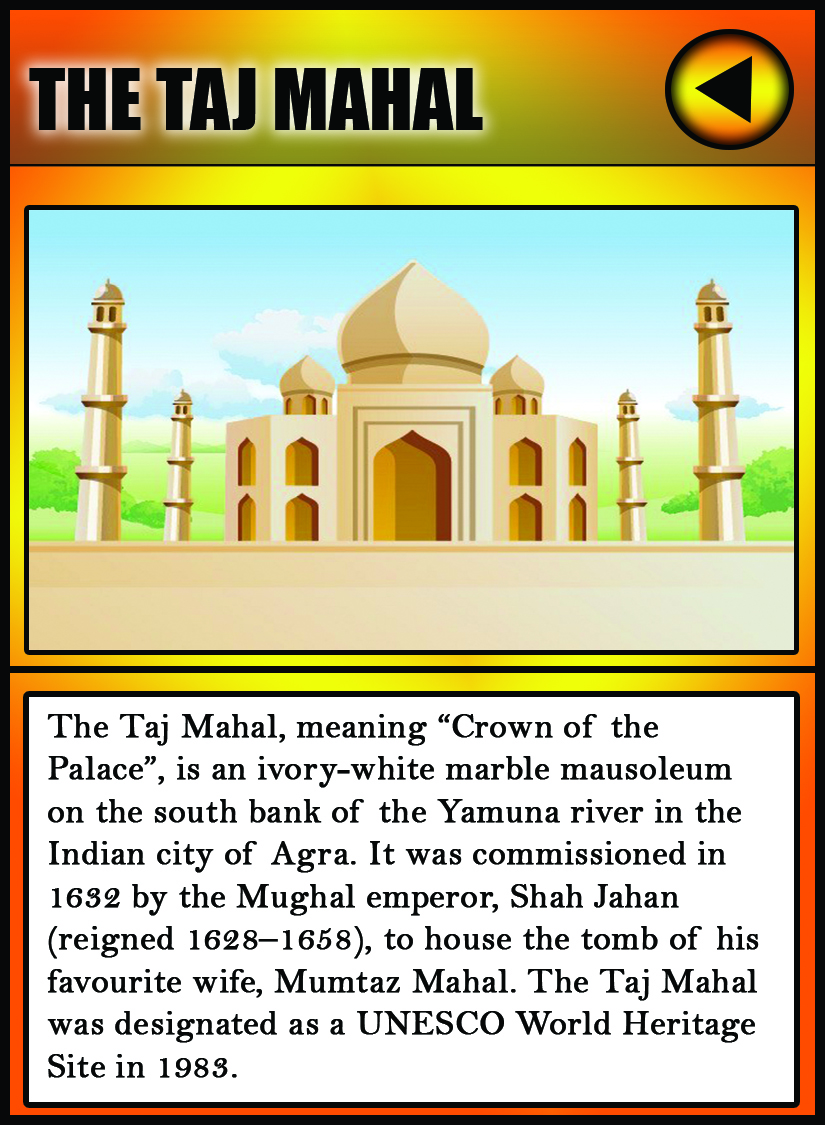 THE TAJ MAHAL
The Taj Mahal, meaning “Crown of the
Palace”, is an ivory-white marble mausoleum
on the south bank of the Yamuna river in the
Indian city of Agra. It was commissioned in
1632 by the Mughal emperor, Shah Jahan
(reigned 1628–1658), to house the tomb of his
favourite wife, Mumtaz Mahal. The Taj Mahal
was designated as a UNESCO World Heritage
Site in 1983.